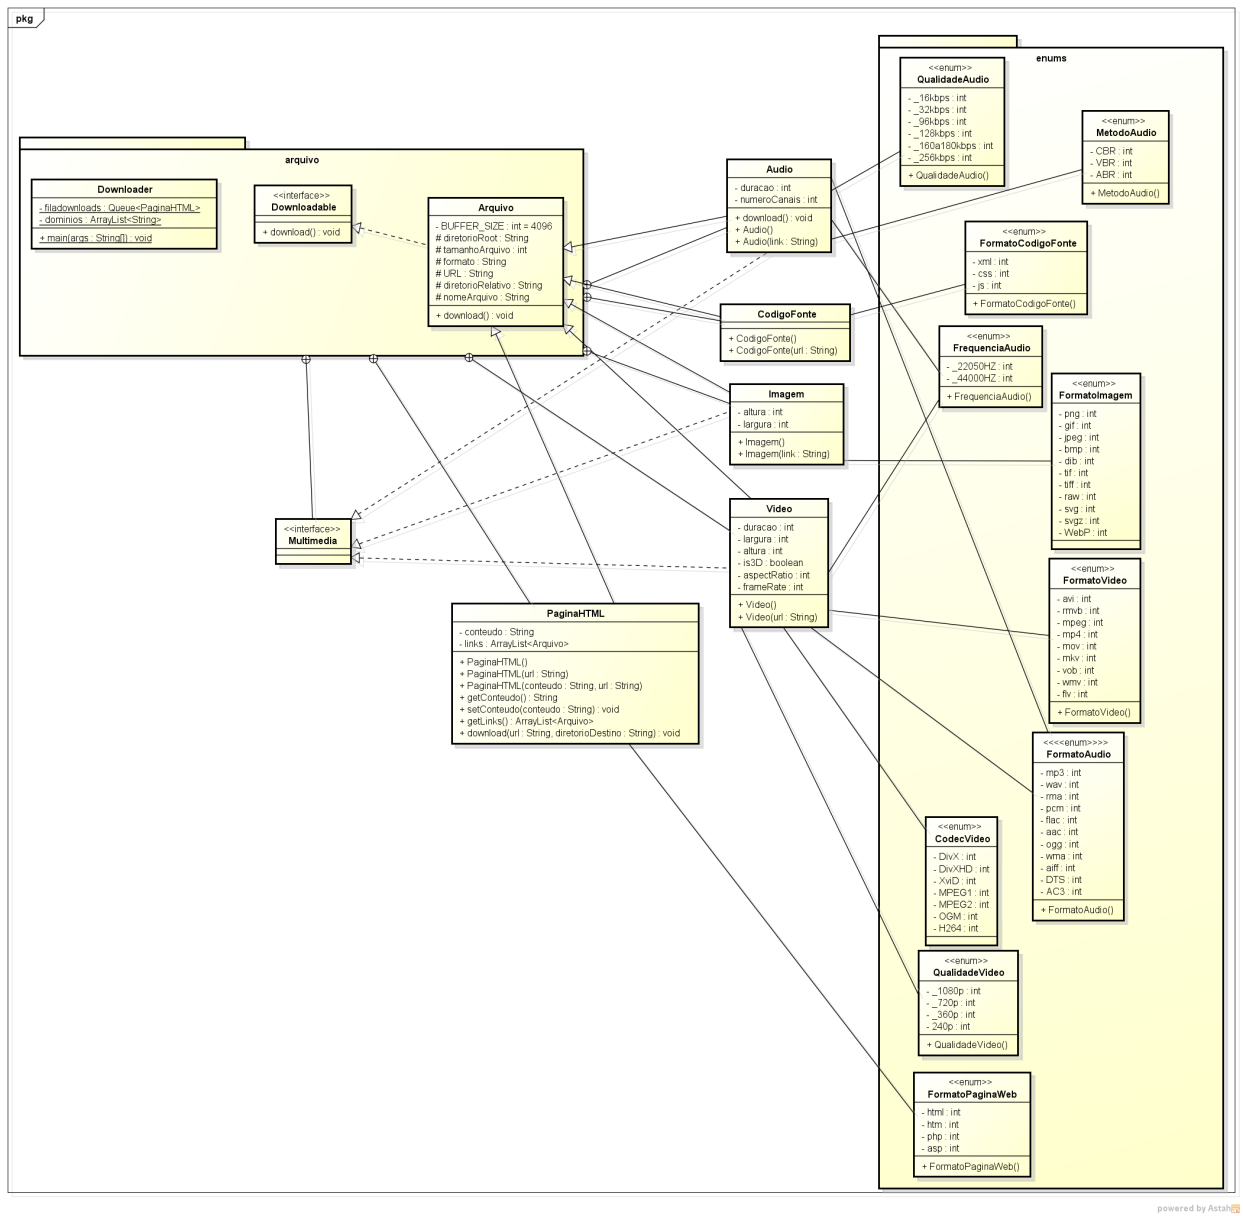 pkg
arquivo
Downloader
- filadownloads : Queue<PaginaHTML>
- dominios : ArrayList<String>
+ main(args : String[]) : void
<<interface>>
Downloadable
+ download() : void
Arquivo
- BUFFER_SIZE : int = 4096
# diretorioRoot : String
# tamanhoArquivo : int
# formato : String
# URL : String
# diretorioRelativo : String
# nomeArquivo : String
+ download() : void
<<interface>>
Multimedia
PaginaHTML
- conteudo : String
- links : ArrayList<Arquivo>
+ PaginaHTML()
+ PaginaHTML(url : String)
+ PaginaHTML(conteudo : String, url : String)
+ getConteudo() : String
+ setConteudo(conteudo : String) : void
+ getLinks() : ArrayList<Arquivo>
+ download(url : String, diretorioDestino : String) : void
Audio
- duracao : int
- numeroCanais : int
+ download() : void
+ Audio()
+ Audio(link : String)
CodigoFonte
+ CodigoFonte()
+ CodigoFonte(url : String)
Imagem
- altura : int
- largura : int
+ Imagem()
+ Imagem(link : String)
Video
- duracao : int
- largura : int
- altura : int
- is3D : boolean
- aspectRatio : int
- frameRate : int
+ Video()
+ Video(url : String)
enums
<<enum>>
QualidadeAudio
- _16kbps : int
- _32kbps : int
- _96kbps : int
- _128kbps : int
- _160a180kbps : int
- _256kbps : int
+ QualidadeAudio()
<<enum>>
MetodoAudio
- CBR : int
- VBR : int
- ABR : int
+ MetodoAudio()
<<enum>>
FormatoCodigoFonte
- xml : int
- css : int
- js : int
+ FormatoCodigoFonte()
<<enum>>
FrequenciaAudio
- _22050HZ : int
- _44000HZ : int
+ FrequenciaAudio()
<<enum>>
FormatoImagem
- png : int
- gif : int
- jpeg : int
- bmp : int
- dib : int
- tif : int
- tiff : int
- raw : int
- svg : int
- svgz : int
- WebP : int
<<enum>>
FormatoVideo
- avi : int
- rmvb : int
- mpeg : int
- mp4 : int
- mov : int
- mkv : int
- vob : int
- wmv : int
- flv : int
+ FormatoVideo()
<<<<enum>>>>
FormatoAudio
- mp3 : int
- wav : int
- rma : int
- pcm : int
- flac : int
- aac : int
- ogg : int
- wma : int
- aiff : int
- DTS : int
- AC3 : int
+ FormatoAudio()
<<enum>>
CodecVideo
- DivX : int
- DivXHD : int
- XviD : int
- MPEG1 : int
- MPEG2 : int
- OGM : int
- H264 : int
<<enum>>
QualidadeVideo
- _1080p : int
- _720p : int
- _360p : int
- 240p : int
+ QualidadeVideo()
<<enum>>
FormatoPaginaWeb
- html : int
- htm : int
- php : int
- asp : int
+ FormatoPaginaWeb()
powered by Astah